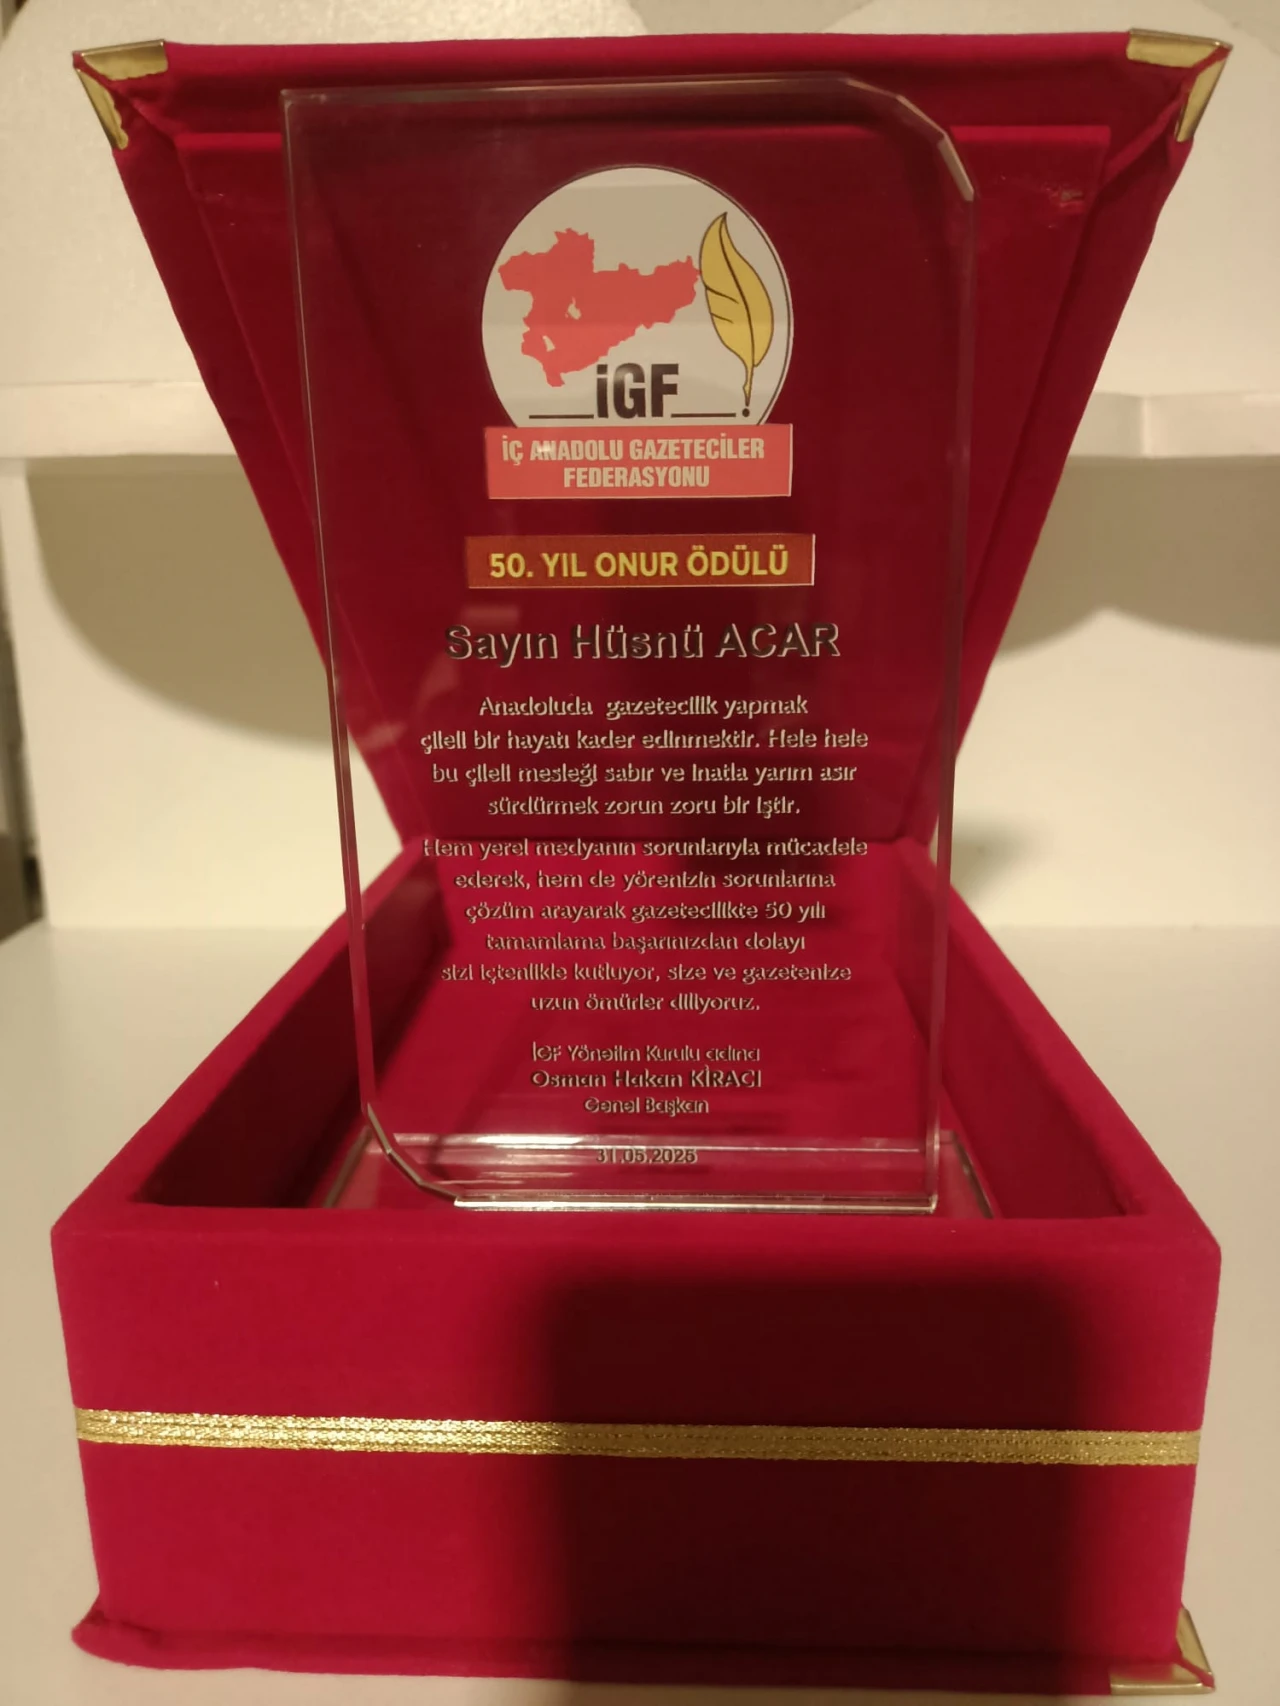 İGF
İÇ ANADOLU GAZETECİLER
FEDERASYONU
50. YIL ONUR ÖDÜLÜ
Sayın Hüsnü ACAR
Anadoluda gazetecilik yapmak
çileli bir hayatı kader edinmektir. Hele hele
bu çileli mesleği sabır ve inatla yarım asır
sürdürmek zorun zoru bir iştir.
Hem yerel medyanın sorunlarıyla mücadele
ederek, hem de yörenizin sorunlarına
çözüm arayarak gazetecilikte 50 yılı
tamamlama başarınızdan dolayı
sizi içtenlikle kutluyor, size ve gazetenize
uzun ömürler diliyoruz.
İGF Yönetim Kurulu adına
Osman Hakan KİRACI
Genel Başkan
31.05.2025